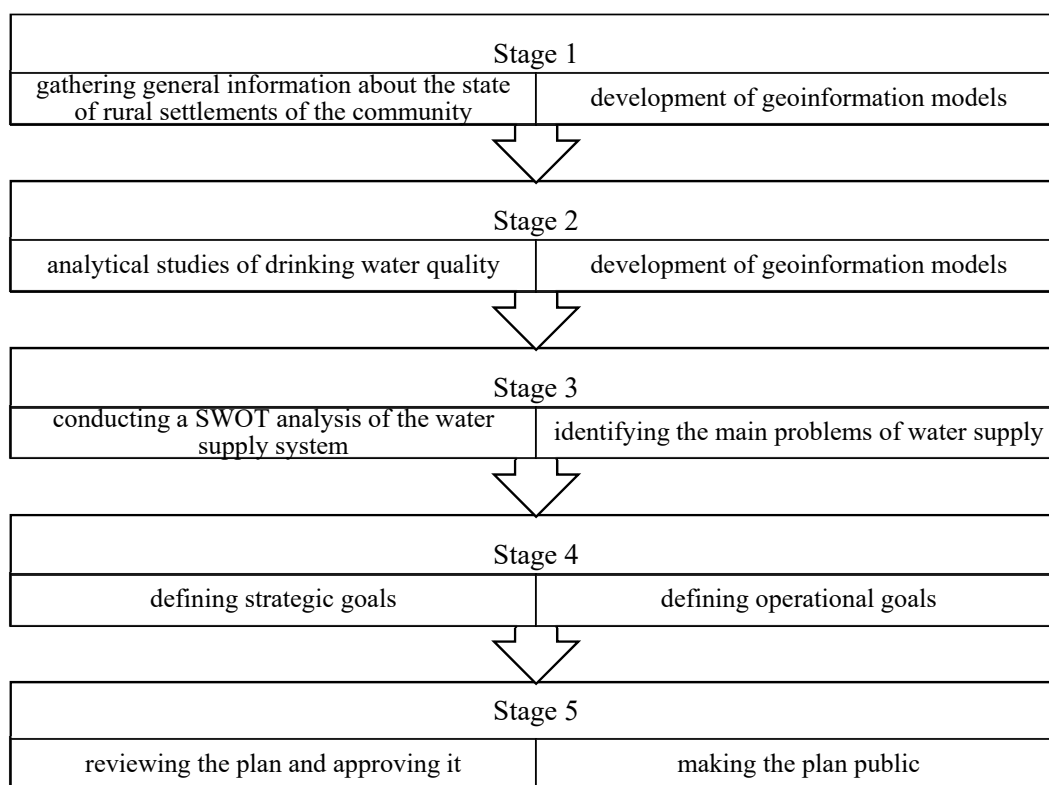 Stage 1
gathering general information about the state
of rural settlements of the community
development of geoinformation models
Stage 2
analytical studies of drinking water quality
development of geoinformation models
Stage 3
conducting a SWOT analysis of the water
supply system
identifying the main problems of water supply
Stage 4
defining strategic goals
defining operational goals
Stage 5
reviewing the plan and approving it
making the plan public